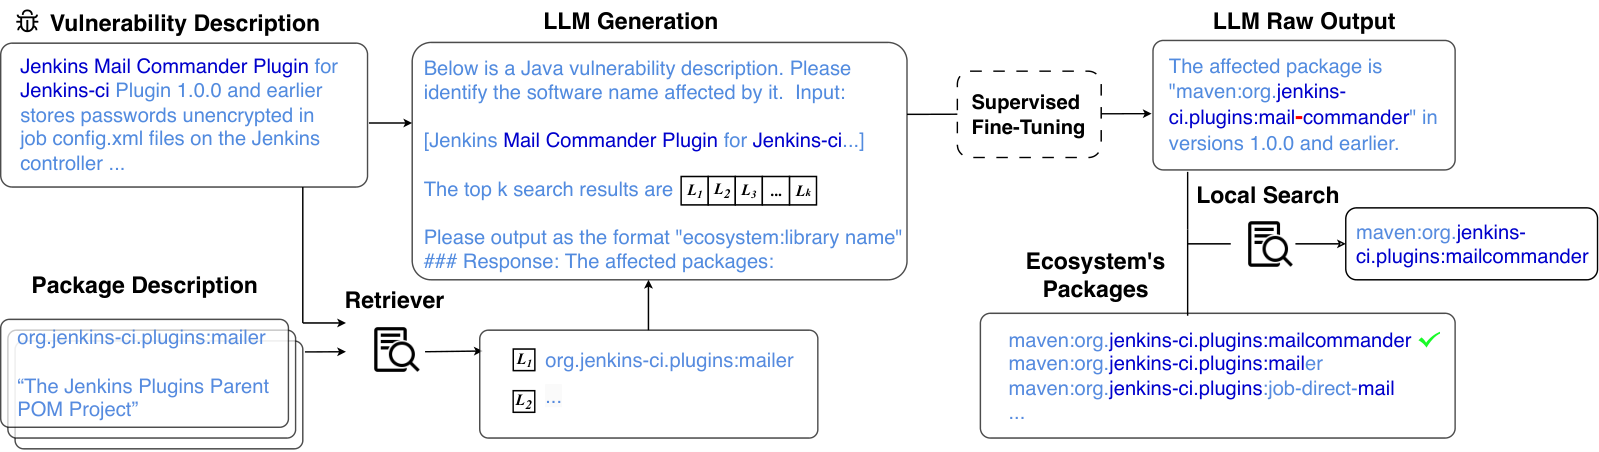 Vulnerability Description
Jenkins Mail Commander Plugin for
Jenkins-ci Plugin 1.0.0 and earlier
stores passwords unencrypted in
job config.xml files on the Jenkins
controller ...
Package Description
org.jenkins-ci.plugins:mailer
“The Jenkins Plugins Parent
POM Project”
Retriever
LLM Generation
Below is a Java vulnerability description. Please
identify the software name affected by it. Input:
[Jenkins Mail Commander Plugin for Jenkins-ci...]
The top k search results are L1 L2 L3 ... Lk
Please output as the format "ecosystem:library name"
### Response: The affected packages:
L1 org.jenkins-ci.plugins:mailer
L2 ...
Supervised
Fine-Tuning
LLM Raw Output
The affected package is
"maven:org.jenkins-
ci.plugins:mail-commander" in
versions 1.0.0 and earlier.
Local Search
maven:org.jenkins-
ci.plugins:mailcommander
Ecosystem's
Packages
maven:org.jenkins-ci.plugins:mailcommander
maven:org.jenkins-ci.plugins:mailer
maven:org.jenkins-ci.plugins:job-direct-mail
...